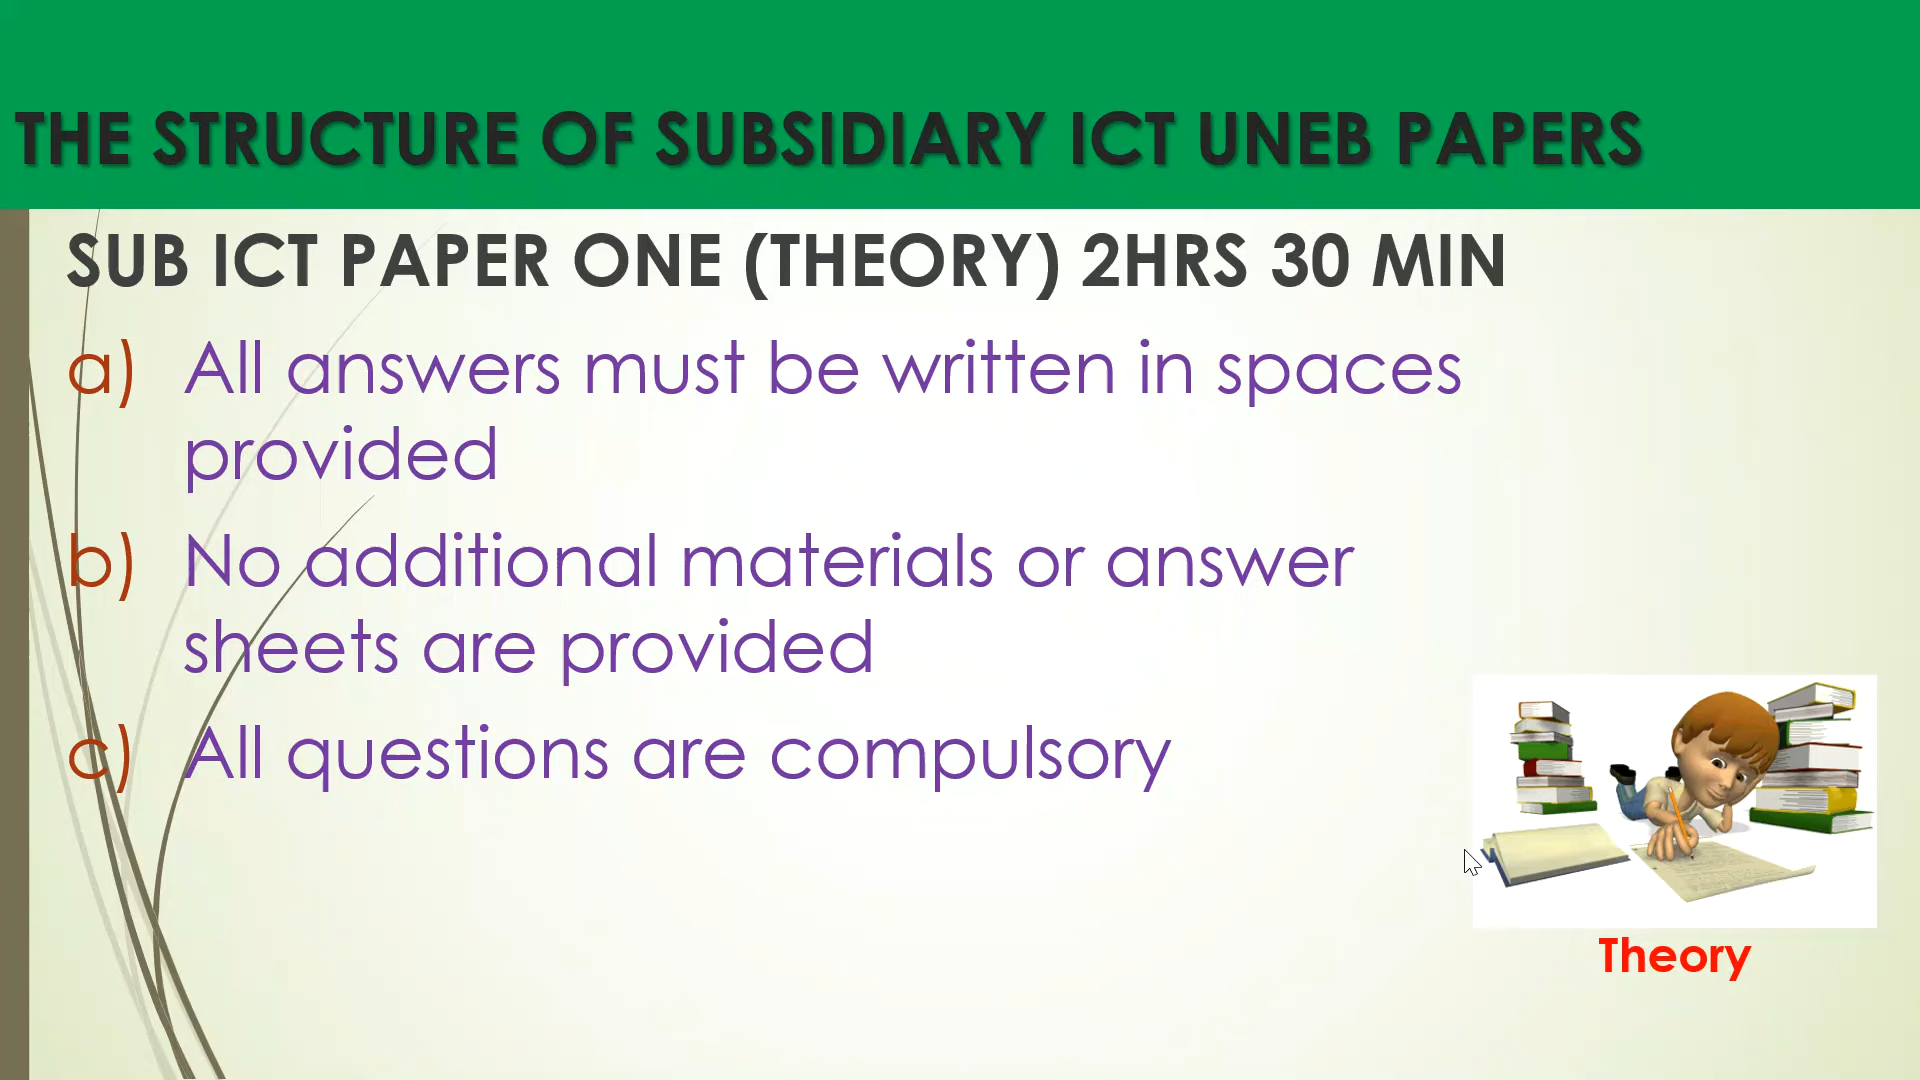 THE STRUCTURE OF SUBSIDIARY ICT UNEB PAPERS
SUB ICT PAPER ONE (THEORY) 2HRS 30 MIN
a) All answers must be written in spaces
provided
b) No additional materials or answer
sheets are provided
c) All questions are compulsory
Theory